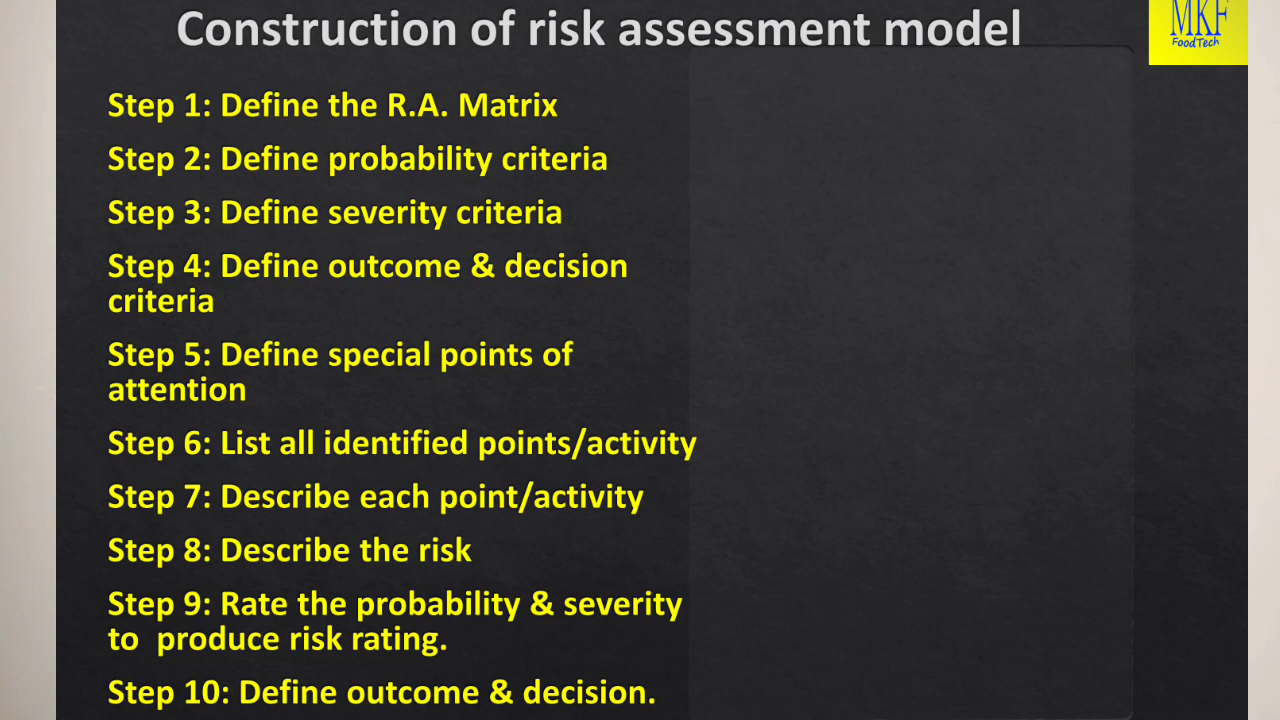 Construction of risk assessment model
MKF
FoodTech
Step 1: Define the R.A. Matrix
Step 2: Define probability criteria
Step 3: Define severity criteria
Step 4: Define outcome & decision
criteria
Step 5: Define special points of
attention
Step 6: List all identified points/activity
Step 7: Describe each point/activity
Step 8: Describe the risk
Step 9: Rate the probability & severity
to  produce risk rating.
Step 10: Define outcome & decision.